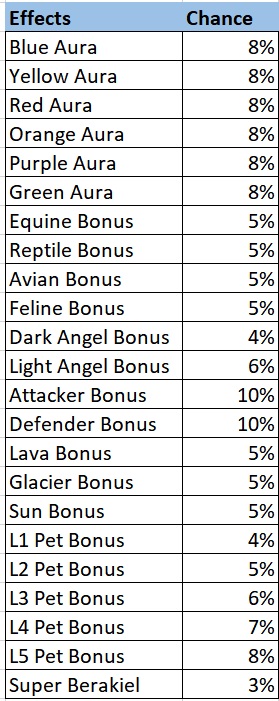 Effects Chance
Blue Aura 8%
Yellow Aura 8%
Red Aura 8%
Orange Aura 8%
Purple Aura 8%
Green Aura 8%
Equine Bonus 5%
Reptile Bonus 5%
Avian Bonus 5%
Feline Bonus 5%
Dark Angel Bonus 4%
Light Angel Bonus 6%
Attacker Bonus 10%
Defender Bonus 10%
Lava Bonus 5%
Glacier Bonus 5%
Sun Bonus 5%
L1 Pet Bonus 4%
L2 Pet Bonus 5%
L3 Pet Bonus 6%
L4 Pet Bonus 7%
L5 Pet Bonus 8%
Super Berakiel 3%